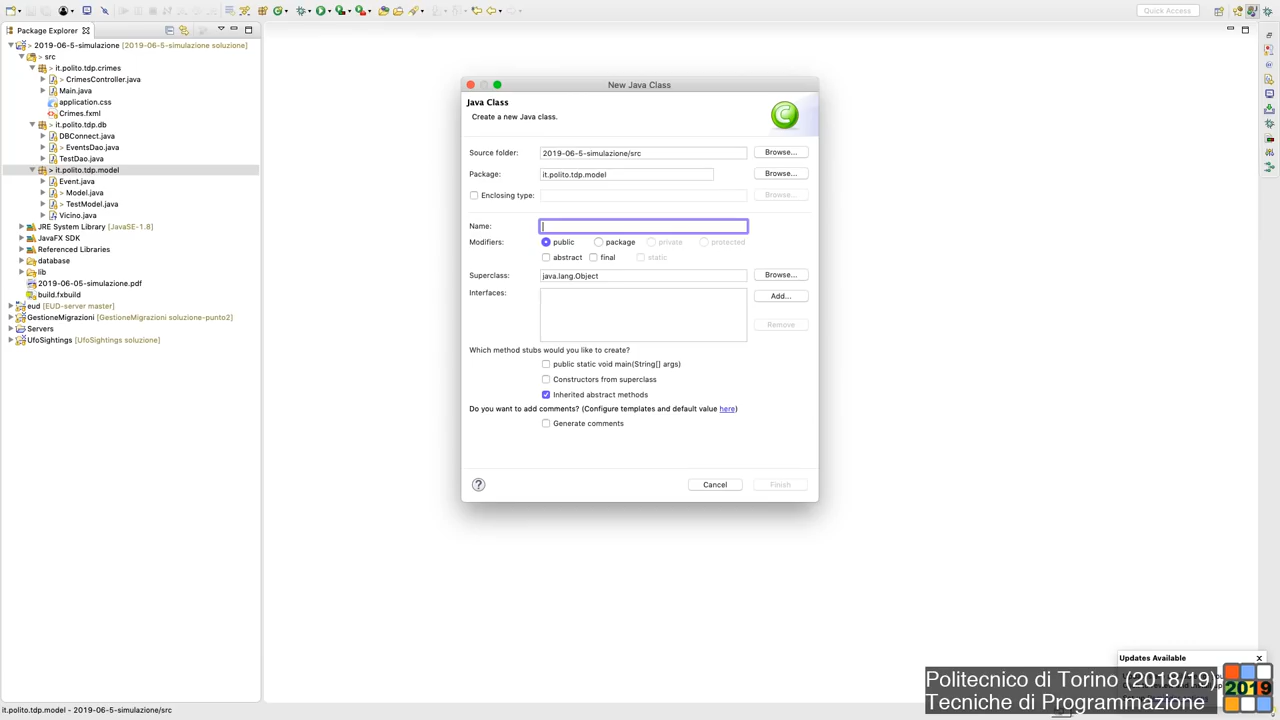 Quick Access
Package Explorer
> 2019-06-5-simulazione [2019-06-5-simulazione soluzione]
> src
> it.polito.tdp.crimes
> CrimesController.java
Main.java
application.css
Crimes.fxml
> it.polito.tdp.db
DBConnect.java
> EventsDao.java
TestDao.java
> it.polito.tdp.model
Event.java
> Model.java
> TestModel.java
Vicino.java
JRE System Library [JavaSE-1.8]
JavaFX SDK
Referenced Libraries
database
lib
2019-06-05-simulazione.pdf
build.fxbuild
eud [EUD-server master]
GestioneMigrazioni [GestioneMigrazioni soluzione-punto2]
Servers
UfoSightings [UfoSightings soluzione]
New Java Class
Java Class
Create a new Java class.
C
Source folder: 2019-06-5-simulazione/src Browse...
Package: it.polito.tdp.model Browse...
Enclosing type: Browse...
Name:
Modifiers: public package private protected
abstract final static
Superclass: java.lang.Object Browse...
Interfaces: Add...
Remove
Which method stubs would you like to create?
public static void main(String[] args)
Constructors from superclass
Inherited abstract methods
Do you want to add comments? (Configure templates and default value here)
Generate comments
? Cancel Finish
Updates Available
Politecnico di Torino (2018/19)
Tecniche di Programmazione
2019
it.polito.tdp.model - 2019-06-5-simulazione/src